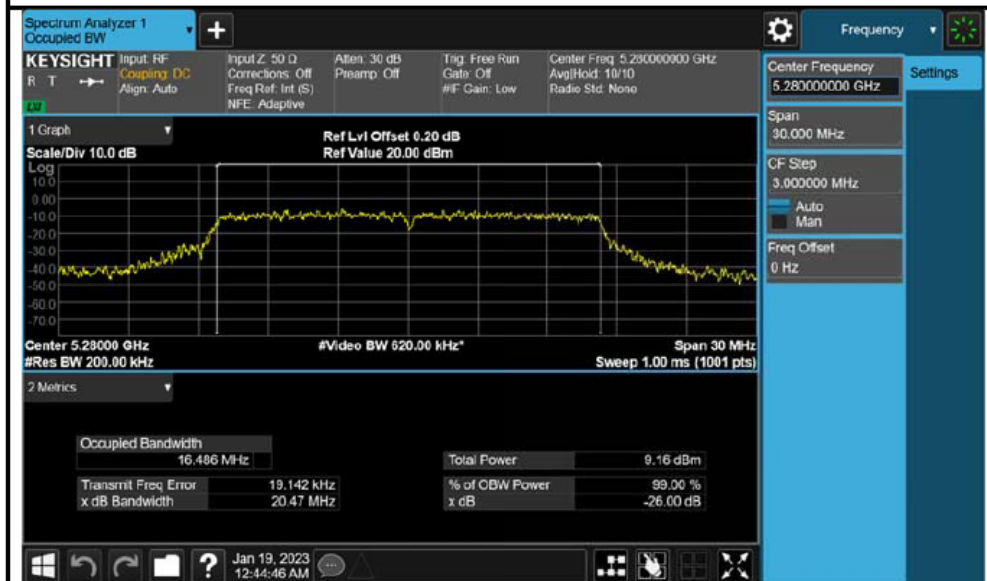 Spectrum Analyzer 1
Occupied BW
+
Frequency
KEYSIGHT
R T
LXI
Input: RF
Coupling: DC
Align: Auto
Input Z: 50 Ω
Corrections: Off
Freq Ref: Int (S)
NFE: Adaptive
Atten: 30 dB
Preamp: Off
Trig: Free Run
Gate: Off
#IF Gain: Low
Center Freq: 5.280000000 GHz
Avg|Hold: 10/10
Radio Std: None
Center Frequency
5.280000000 GHz
Settings
Span
30.000 MHz
CF Step
3.000000 MHz
Auto
Man
Freq Offset
0 Hz
1 Graph
Scale/Div 10.0 dB
Ref Lvl Offset 0.20 dB
Ref Value 20.00 dBm
Log
10.0
0.00
-10.0
-20.0
-30.0
-40.0
-50.0
-60.0
-70.0
Center 5.28000 GHz
#Video BW 620.00 kHz*
Span 30 MHz
#Res BW 200.00 kHz
Sweep 1.00 ms (1001 pts)
2 Metrics
Occupied Bandwidth
16.486 MHz
Total Power 9.16 dBm
Transmit Freq Error 19.142 kHz
% of OBW Power 99.00 %
x dB Bandwidth 20.47 MHz
x dB -26.00 dB
?
Jan 19, 2023
12:44:46 AM